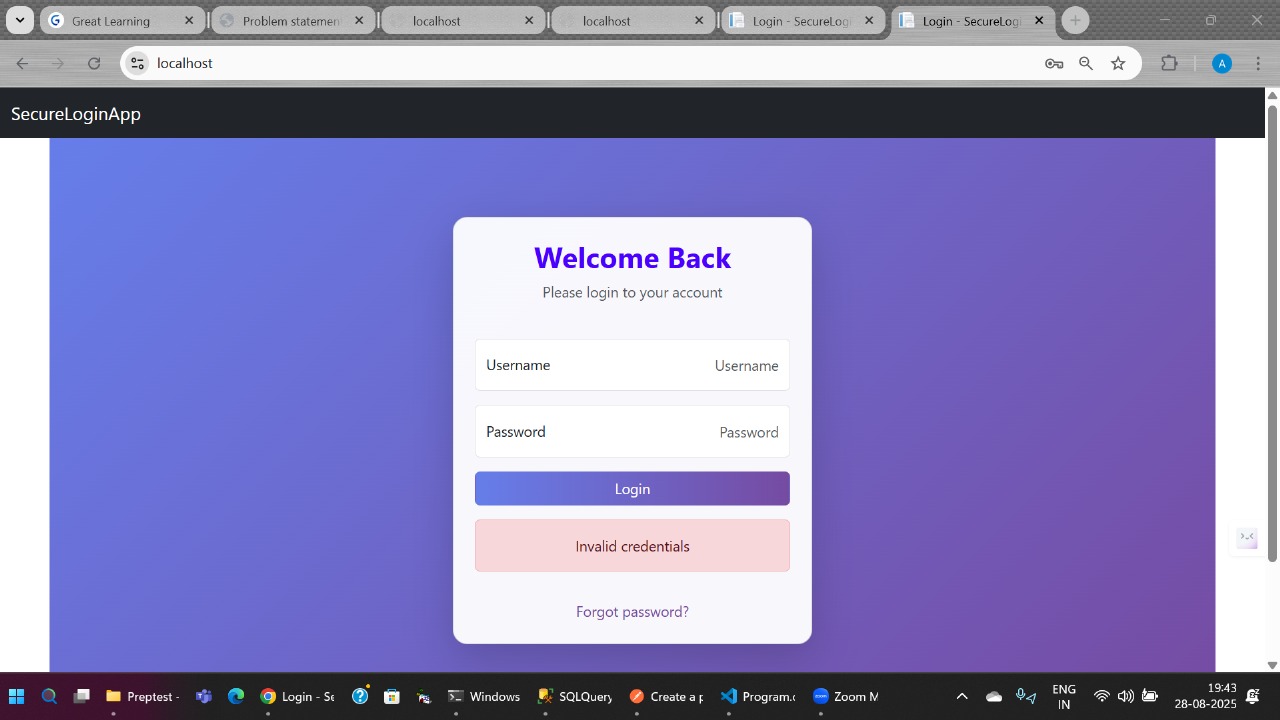 Great Learning
Problem statemen
localhost
localhost
Login - SecureLogi
Login - SecureLogi
localhost
A
SecureLoginApp
Welcome Back
Please login to your account
Username Username
Password Password
Login
Invalid credentials
Forgot password?
Preptest -
Login - Se
Windows
SQLQuery
Create a p
Program.c
zoom
Zoom M
ENG
IN
19:43
28-08-2025